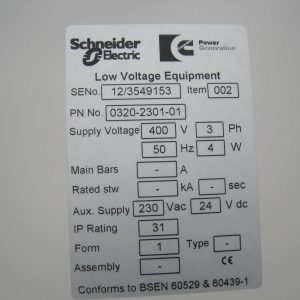 Schneider Electric
Power Generation
Low Voltage Equipment
SENo. 12/3549153 Item 002
PN No. 0320-2301-01
Supply Voltage 400 V 3 Ph
50 Hz 4 W
Main Bars - A
Rated stw - kA - sec
Aux. Supply 230 Vac 24 V dc
IP Rating 31
Form 1 Type -
Assembly - CE
Conforms to BSEN 60529 & 60439-1